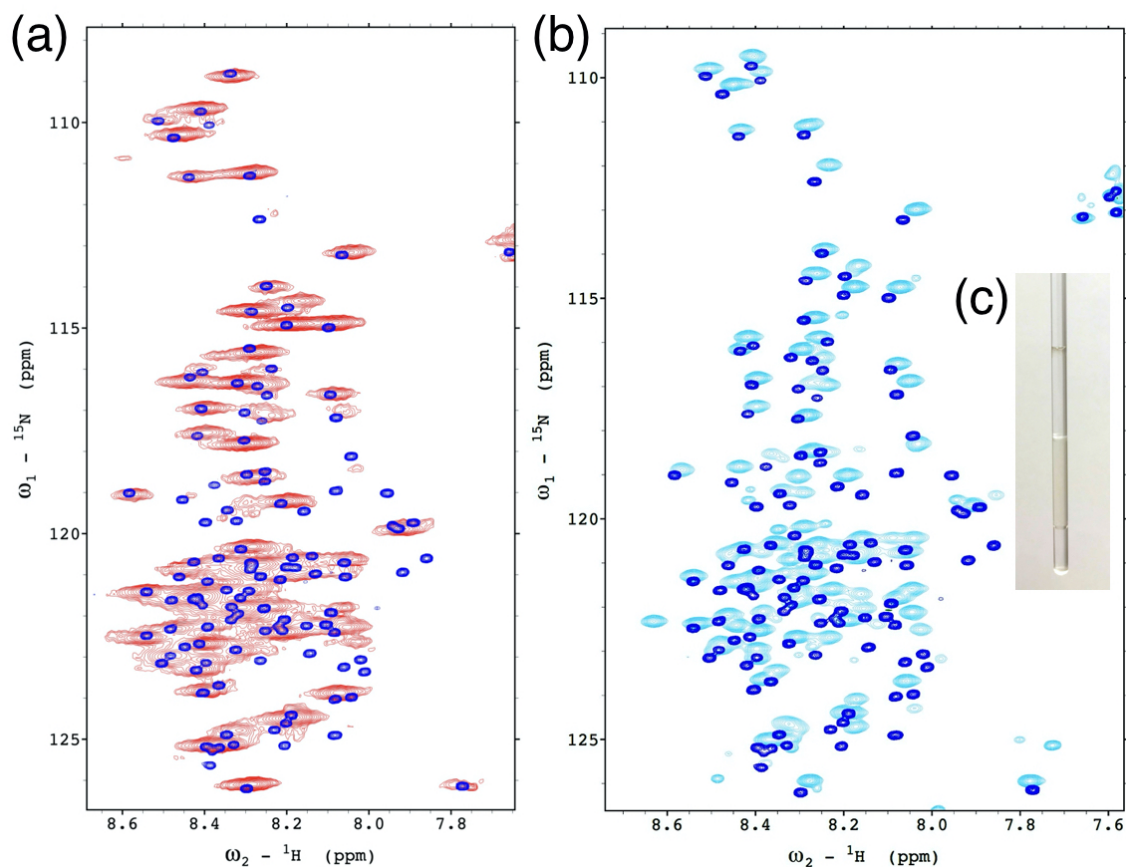 (a)
110
115
120
125
ω₁ - ¹⁵N (ppm)
8.6 8.4 8.2 8.0 7.8
ω₂ - ¹H (ppm)
(b)
110
115
120
125
ω₁ - ¹⁵N (ppm)
8.6 8.4 8.2 8.0 7.8 7.6
ω₂ - ¹H (ppm)
(c)